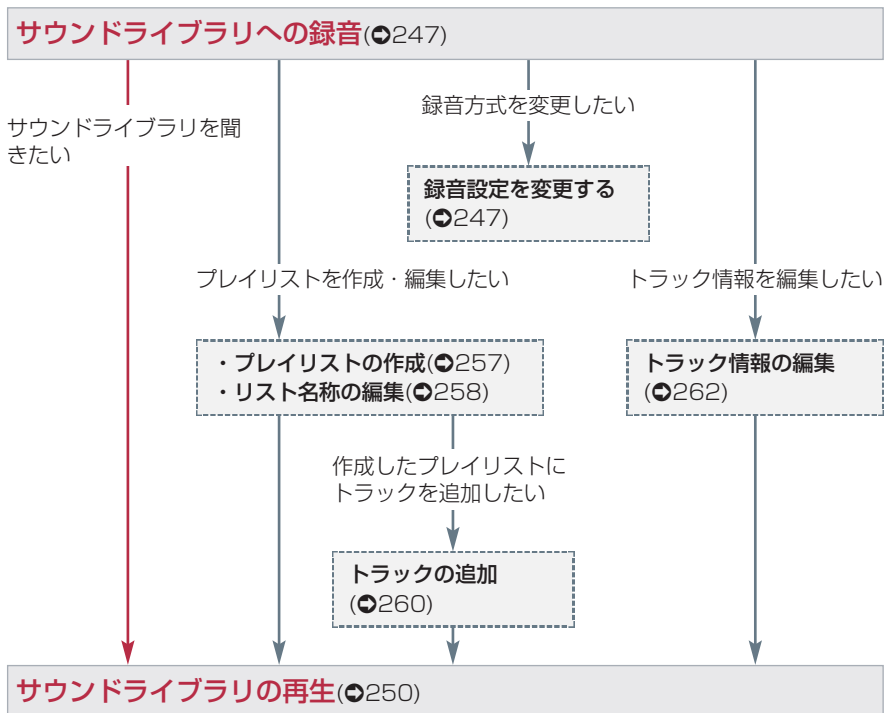 サウンドライブラリへの録音(➲247)
録音方式を変更したい
サウンドライブラリを聞
きたい
録音設定を変更する
(➲247)
プレイリストを作成・編集したい
トラック情報を編集したい
・プレイリストの作成(➲257)
・リスト名称の編集(➲258)
トラック情報の編集
(➲262)
作成したプレイリストに
トラックを追加したい
トラックの追加
(➲260)
サウンドライブラリの再生(➲250)